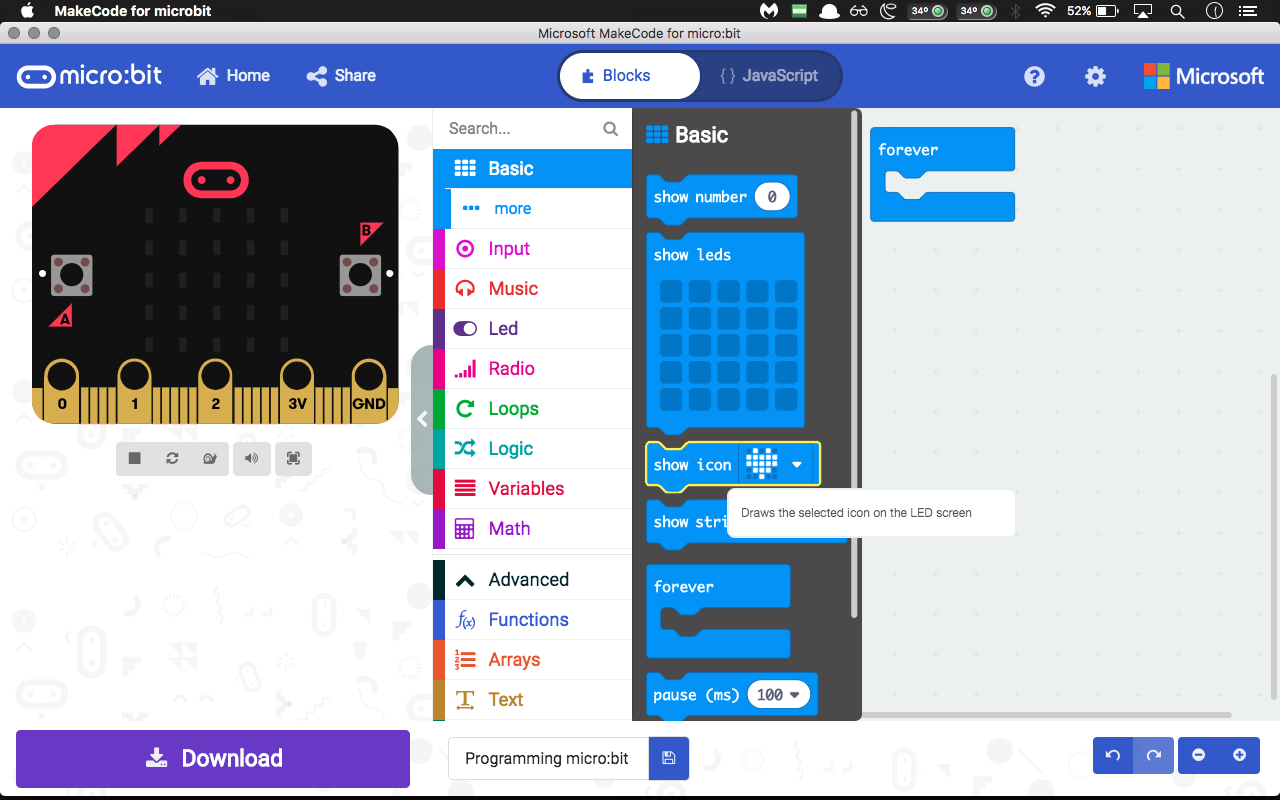 MakeCode for microbit
34° 34° 52%
Microsoft MakeCode for micro:bit
micro:bit Home Share Blocks {} JavaScript Microsoft
Search...
Basic
more
Input
Music
Led
Radio
Loops
Logic
Variables
Math
Advanced
Functions
Arrays
Text
Basic
show number 0
show leds
show icon
Draws the selected icon on the LED screen
show stri
forever
pause (ms) 100
forever
B
A
0 1 2 3V GND
Download
Programming micro:bit